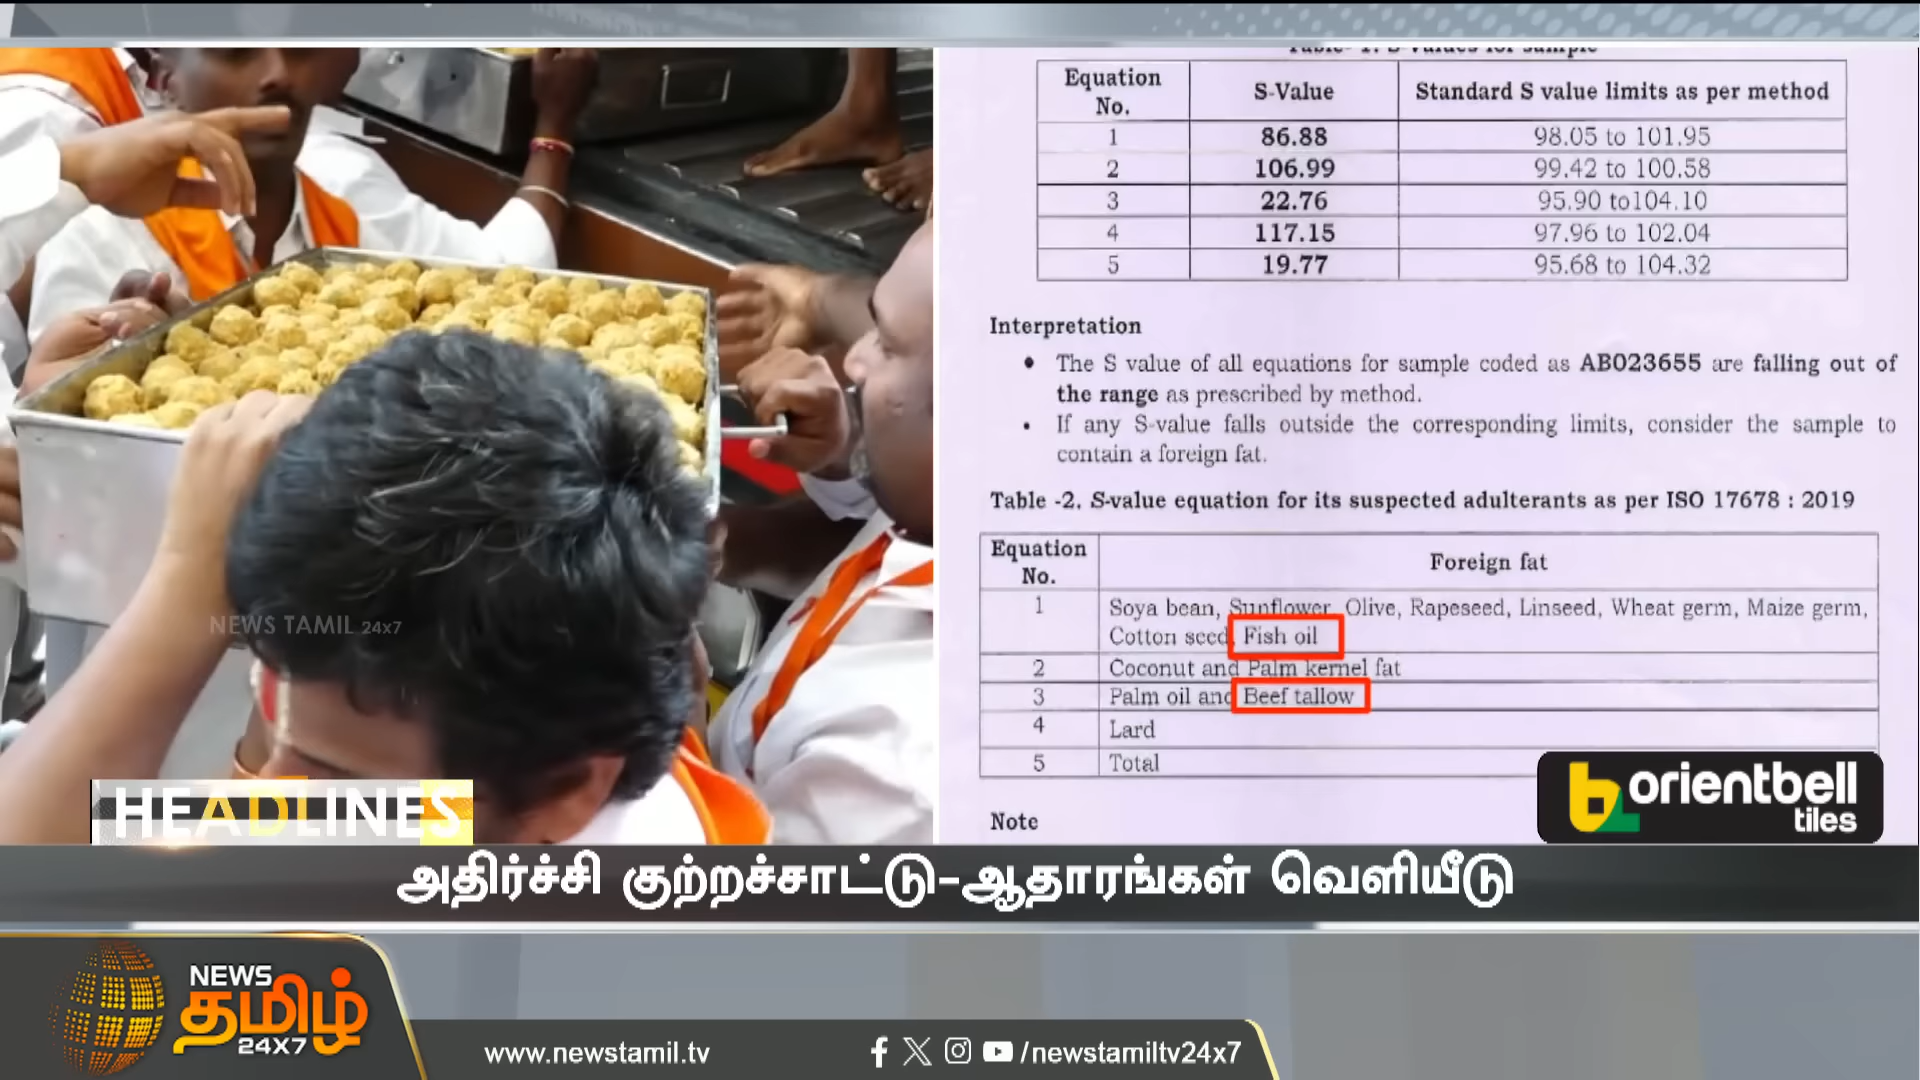 Table- 1. S-Values for sample
Equation No. S-Value Standard S value limits as per method
1 86.88 98.05 to 101.95
2 106.99 99.42 to 100.58
3 22.76 95.90 to104.10
4 117.15 97.96 to 102.04
5 19.77 95.68 to 104.32
Interpretation
• The S value of all equations for sample coded as AB023655 are falling out of
the range as prescribed by method.
• If any S-value falls outside the corresponding limits, consider the sample to
contain a foreign fat.
Table -2. S-value equation for its suspected adulterants as per ISO 17678 : 2019
Equation No. Foreign fat
1 Soya bean, Sunflower, Olive, Rapeseed, Linseed, Wheat germ, Maize germ,
Cotton seed, Fish oil
2 Coconut and Palm kernel fat
3 Palm oil and Beef tallow
4 Lard
5 Total
Note
NEWS TAMIL 24x7
orientbell
tiles
HEADLINES
அதிர்ச்சி குற்றச்சாட்டு-ஆதாரங்கள் வெளியீடு
NEWS
தமிழ்
24X7
www.newstamil.tv
/newstamiltv24x7